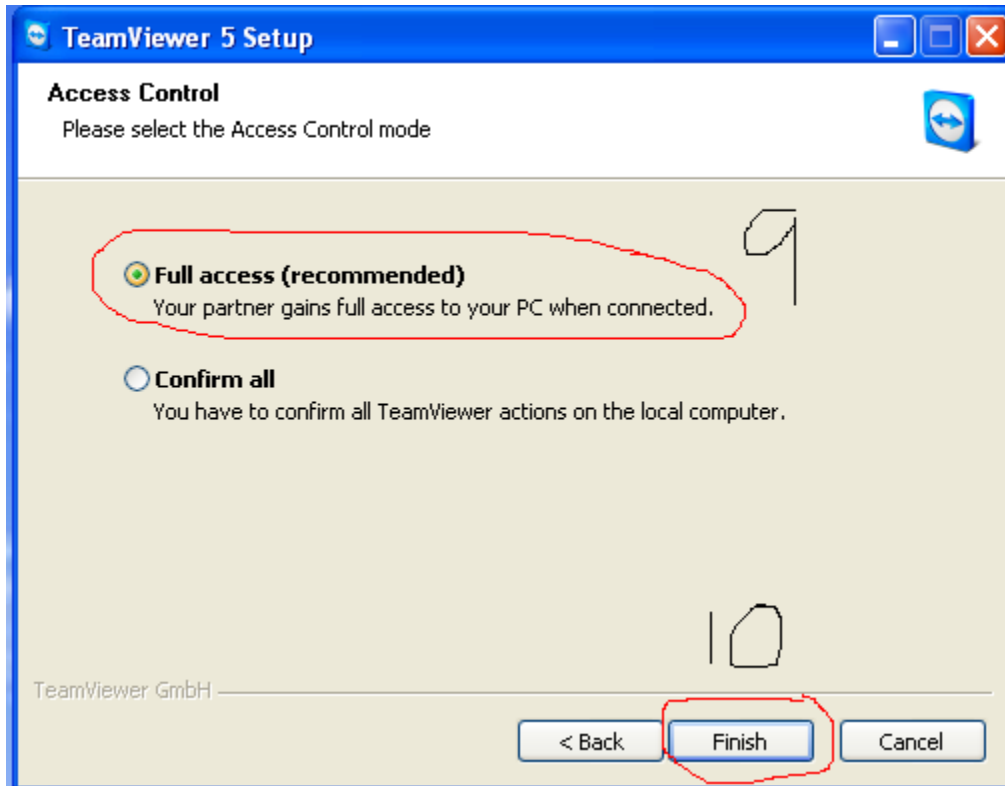 TeamViewer 5 Setup
Access Control
Please select the Access Control mode
9
Full access (recommended)
Your partner gains full access to your PC when connected.
Confirm all
You have to confirm all TeamViewer actions on the local computer.
10
TeamViewer GmbH
< Back
Finish
Cancel